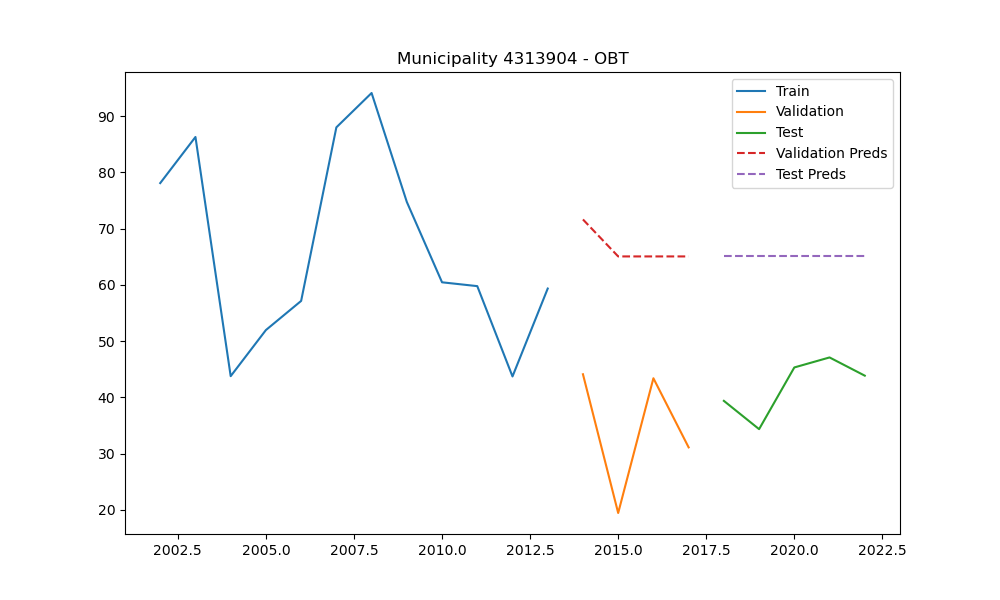 Municipality 4313904 - OBT
Train
Validation
Test
Validation Preds
Test Preds
90
80
70
60
50
40
30
20
2002.5 2005.0 2007.5 2010.0 2012.5 2015.0 2017.5 2020.0 2022.5